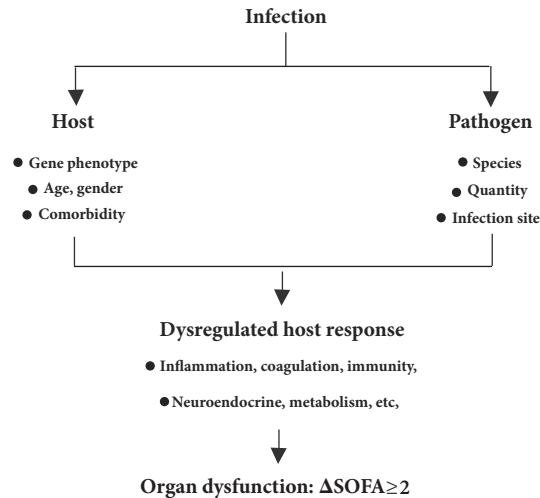 Infection
Host
Pathogen
● Gene phenotype
● Age, gender
● Comorbidity
● Species
● Quantity
● Infection site
Dysregulated host response
● Inflammation, coagulation, immunity,
● Neuroendocrine, metabolism, etc,
Organ dysfunction: ΔSOFA≥2